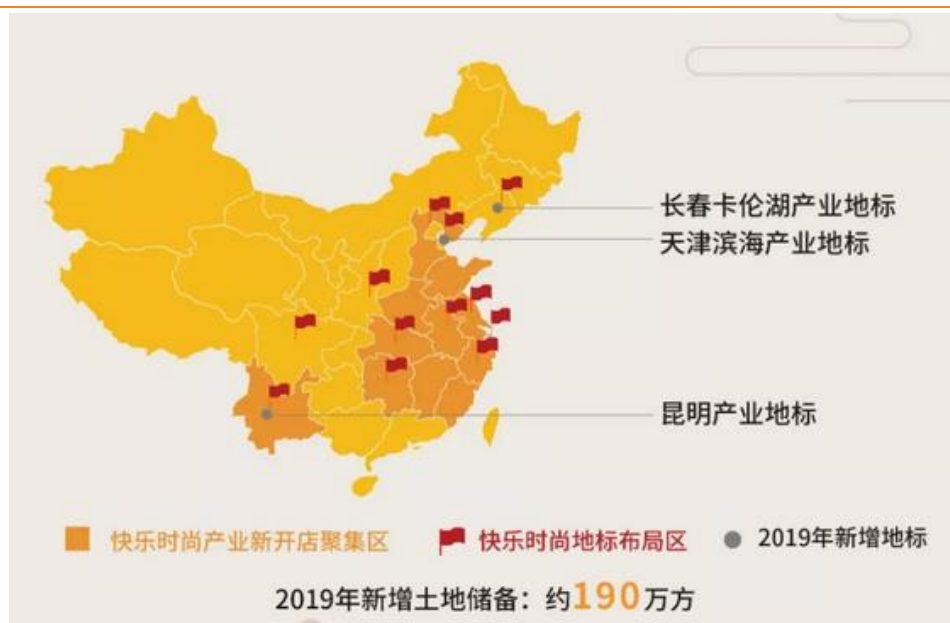 长春卡伦湖产业地标
天津滨海产业地标
昆明产业地标
快乐时尚产业新开店聚集区
快乐时尚地标布局区
2019年新增地标
2019年新增土地储备：约190万方